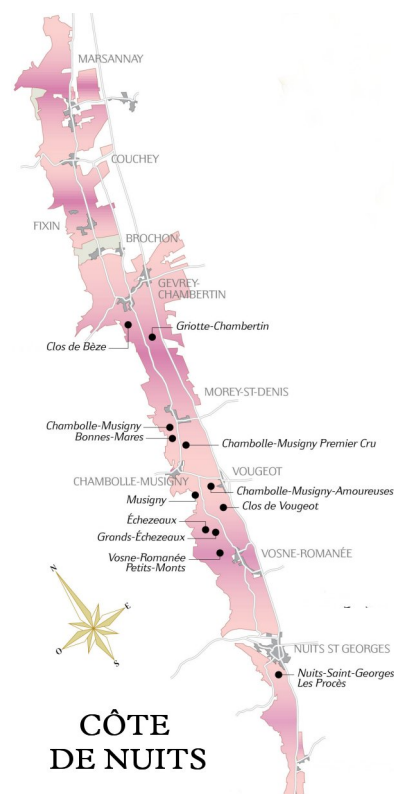 MARSANNAY
COUCHEY
FIXIN
BROCHON
GEVREY-
CHAMBERTIN
Griotte-Chambertin
Clos de Bèze
MOREY-ST-DENIS
Chambolle-Musigny
Bonnes-Mares
Chambolle-Musigny Premier Cru
CHAMBOLLE-MUSIGNY
VOUGEOT
Chambolle-Musigny-Amoureuses
Musigny
Clos de Vougeot
Échezeaux
Grands-Échezeaux
VOSNE-ROMANÈE
Vosne-Romanée
Petits-Monts
N
E
O
S
NUITS ST GEORGES
Nuits-Saint-Georges
Les Procès
CÔTE
DE NUITS